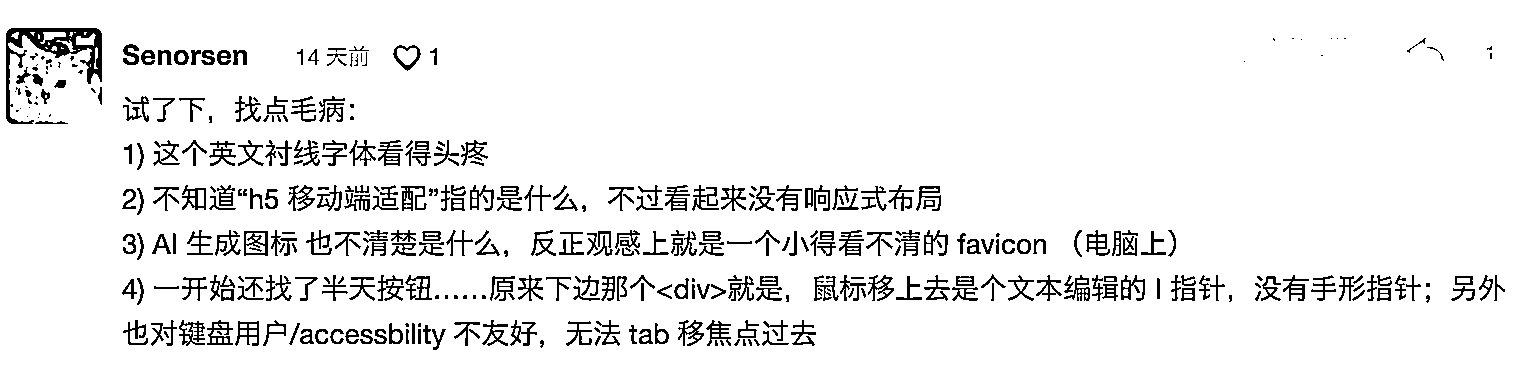 Senorsen 14 天前 1 1
试了下，找点毛病：
1) 这个英文衬线字体看得头疼
2) 不知道“h5 移动端适配”指的是什么，不过看起来没有响应式布局
3) AI 生成图标 也不清楚是什么，反正观感上就是一个小得看不清的 favicon （电脑上）
4) 一开始还找了半天按钮……原来下边那个<div>就是，鼠标移上去是个文本编辑的 I 指针，没有手形指针；另外
也对键盘用户/accessbility 不友好，无法 tab 移焦点过去